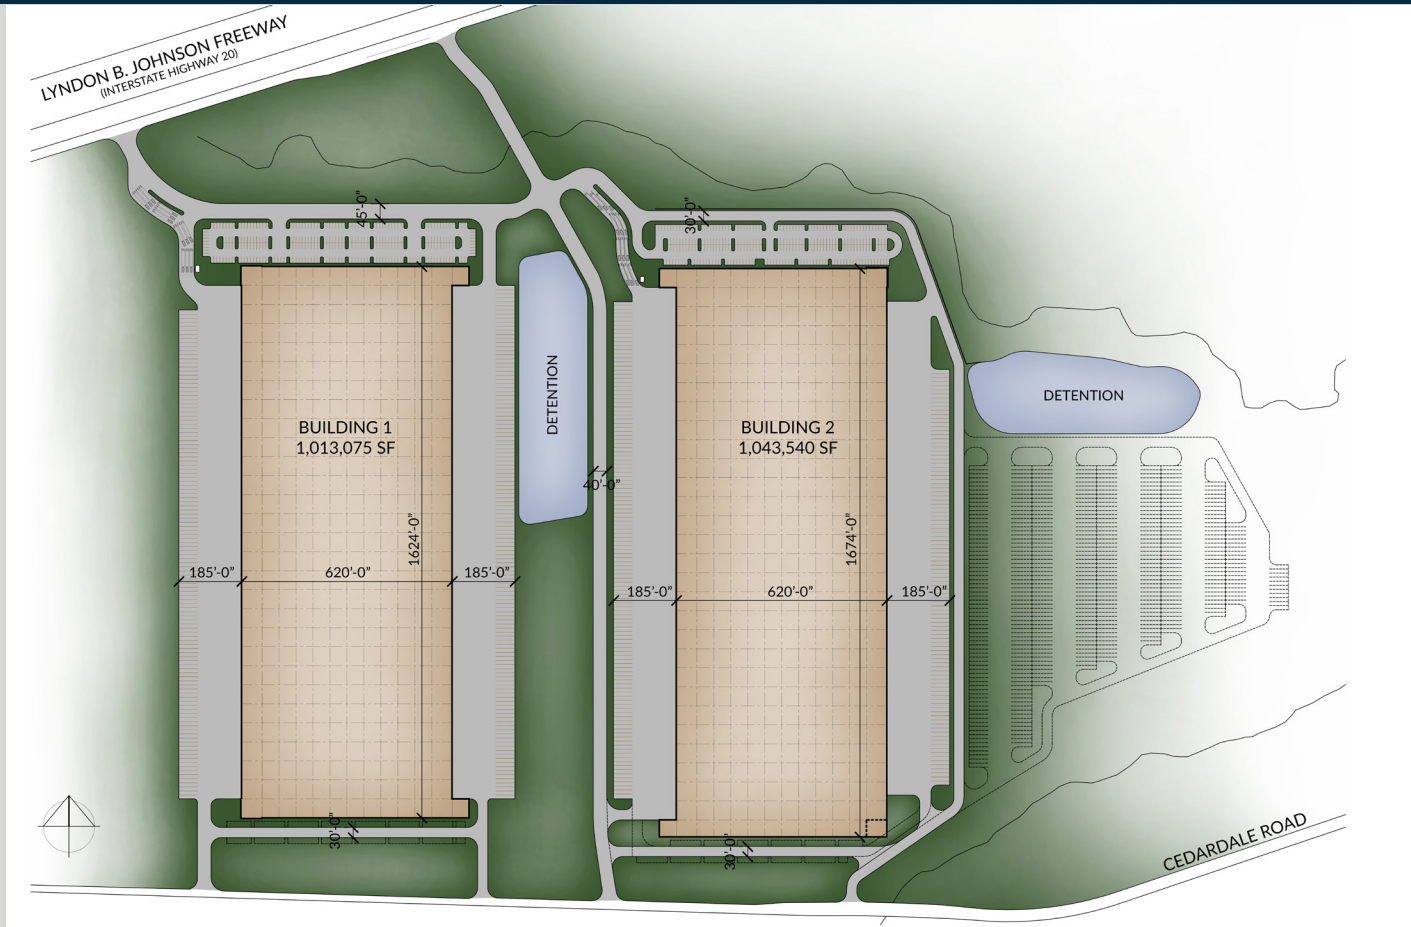 LYNDON B. JOHNSON FREEWAY
(INTERSTATE HIGHWAY 20)
45'-0"
30'-0"
BUILDING 1
1,013,075 SF
DETENTION
BUILDING 2
1,043,540 SF
DETENTION
40'-0"
1624'-0"
1674'-0"
185'-0"
620'-0"
185'-0"
185'-0"
620'-0"
185'-0"
30'-0"
30'-0"
CEDARDALE ROAD